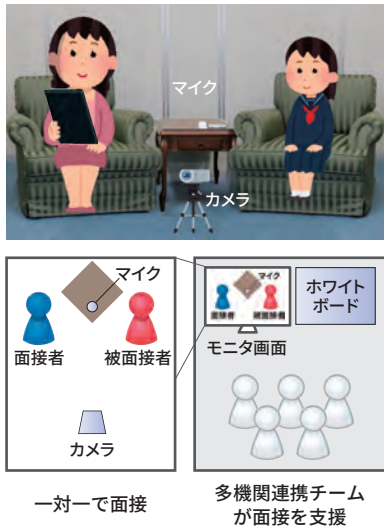 マイク
カメラ
マイク
面接者
被面接者
カメラ
一対一で面接
マイク
面接者
被面接者
モニタ画面
ホワイト
ボード
多機関連携チーム
が面接を支援